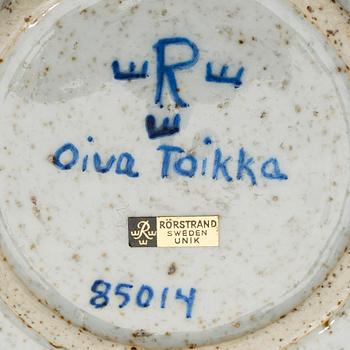 R
Oiva Toikka
R RÖRSTRAND
SWEDEN
UNIK
85014